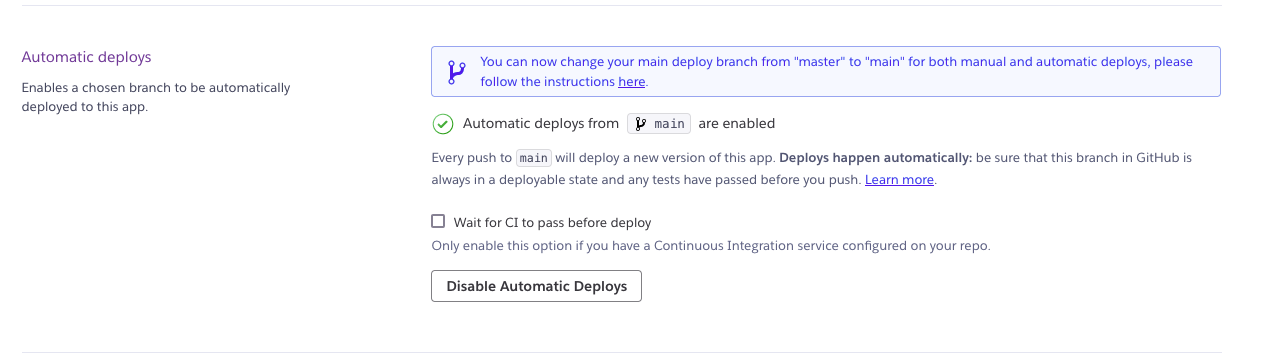 Automatic deploys
Enables a chosen branch to be automatically
deployed to this app.
You can now change your main deploy branch from "master" to "main" for both manual and automatic deploys, please
follow the instructions here.
Automatic deploys from main are enabled
Every push to main will deploy a new version of this app. Deploys happen automatically: be sure that this branch in GitHub is
always in a deployable state and any tests have passed before you push. Learn more.
Wait for CI to pass before deploy
Only enable this option if you have a Continuous Integration service configured on your repo.
Disable Automatic Deploys